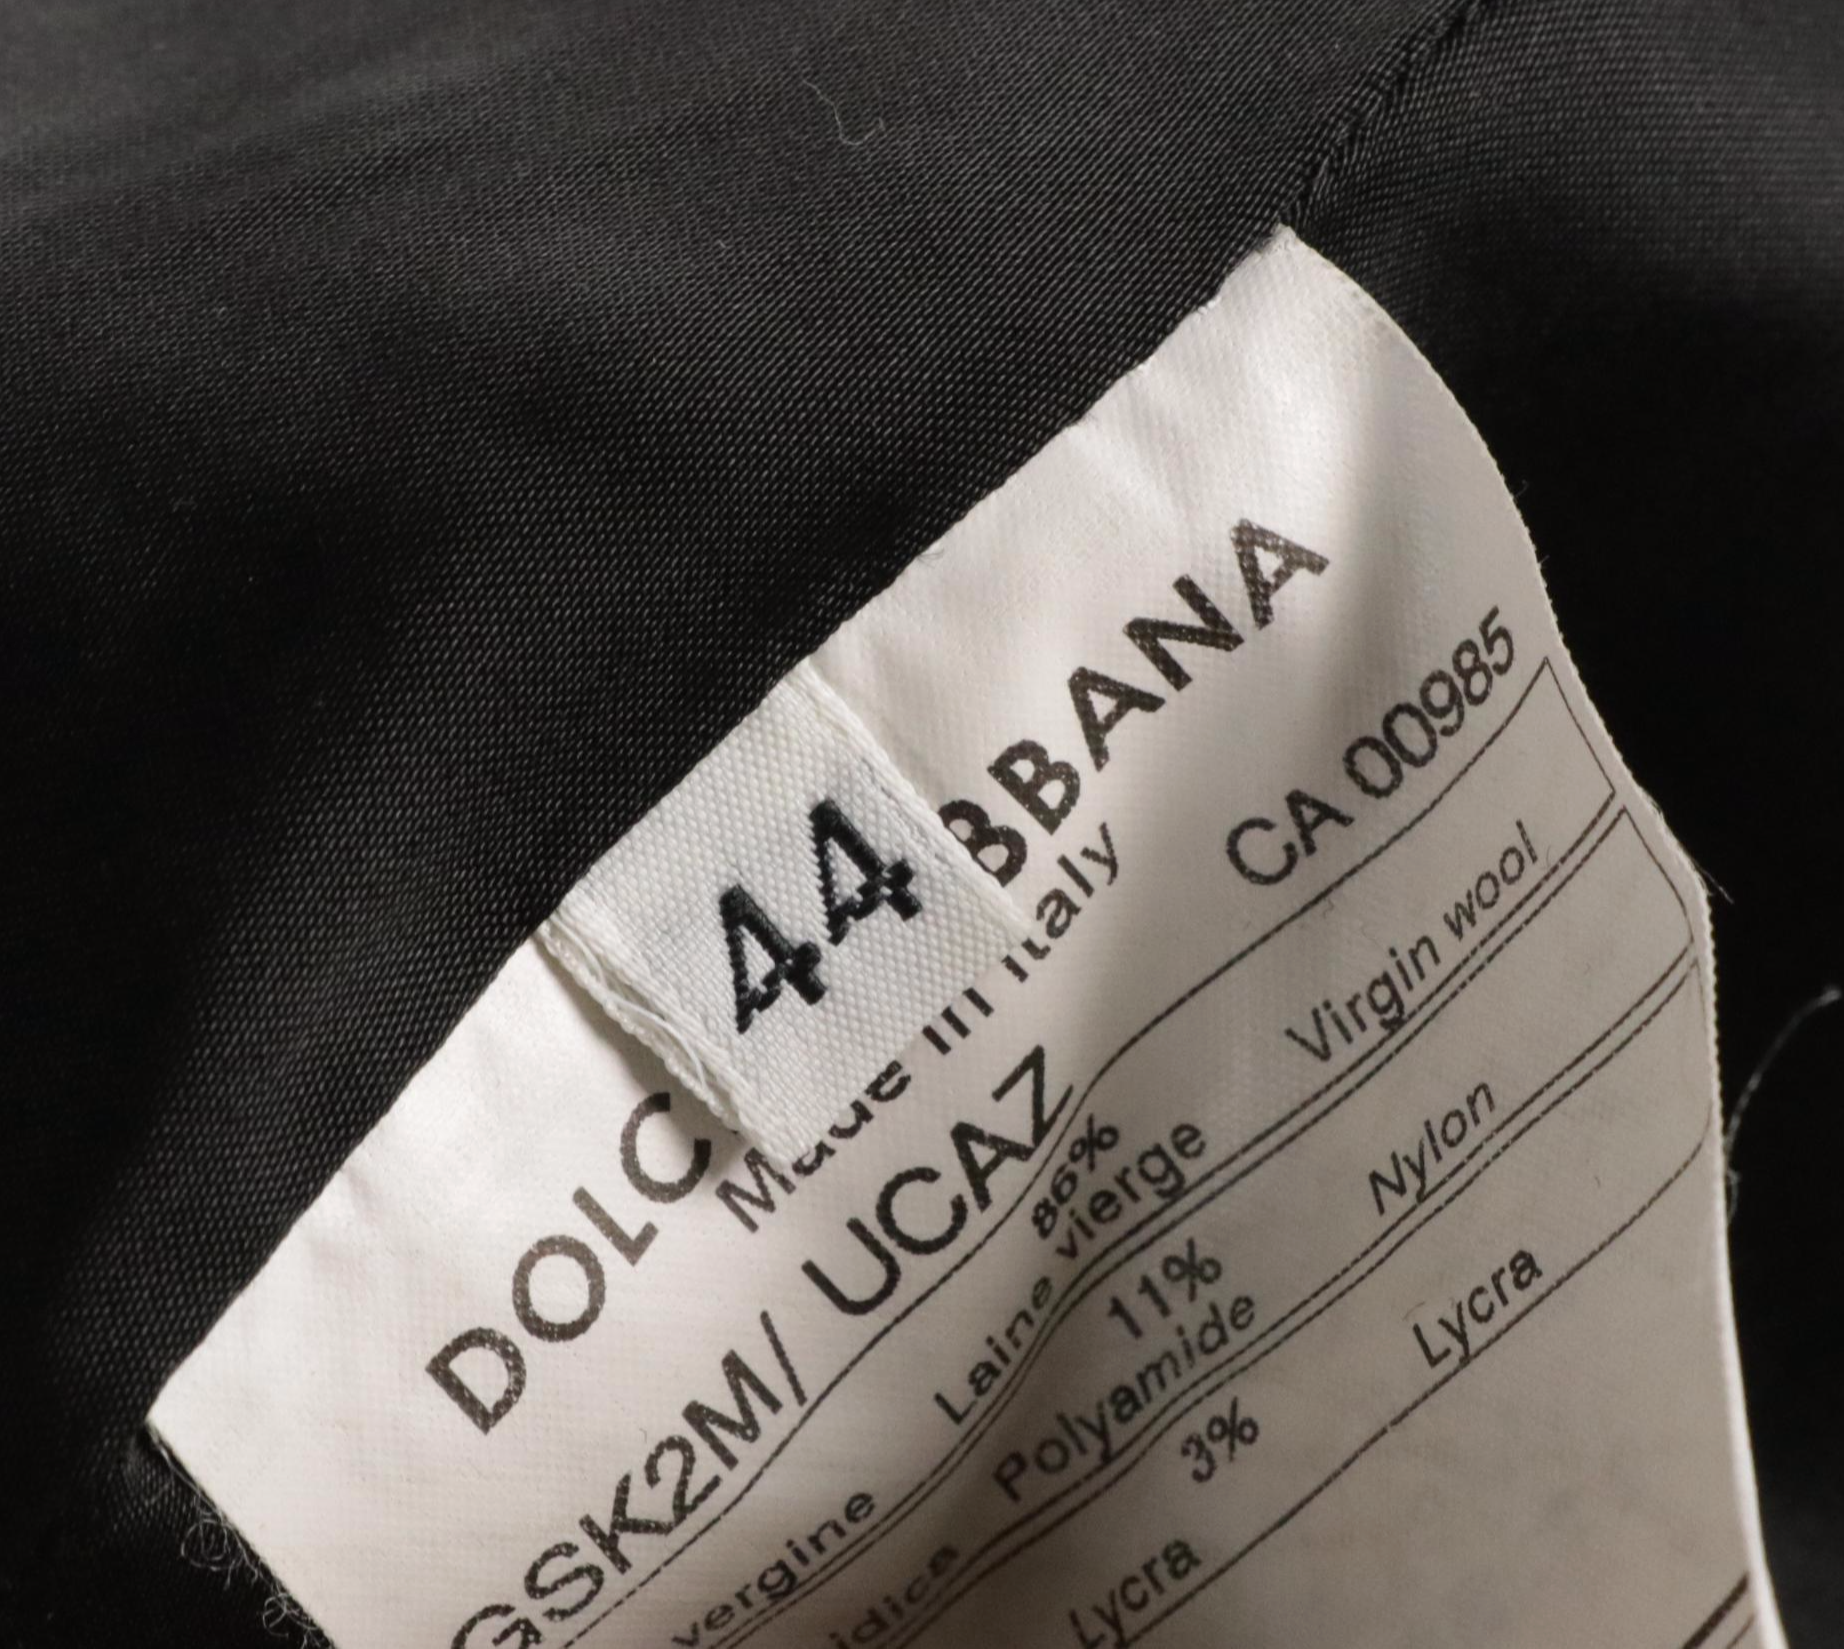 44
DOLC BBANA
Made in Italy
GSK2M/ UCAZ CA 00985
86%
vergine Laine vierge Virgin wool
11%
Polyamide Nylon
3%
Lycra Lycra